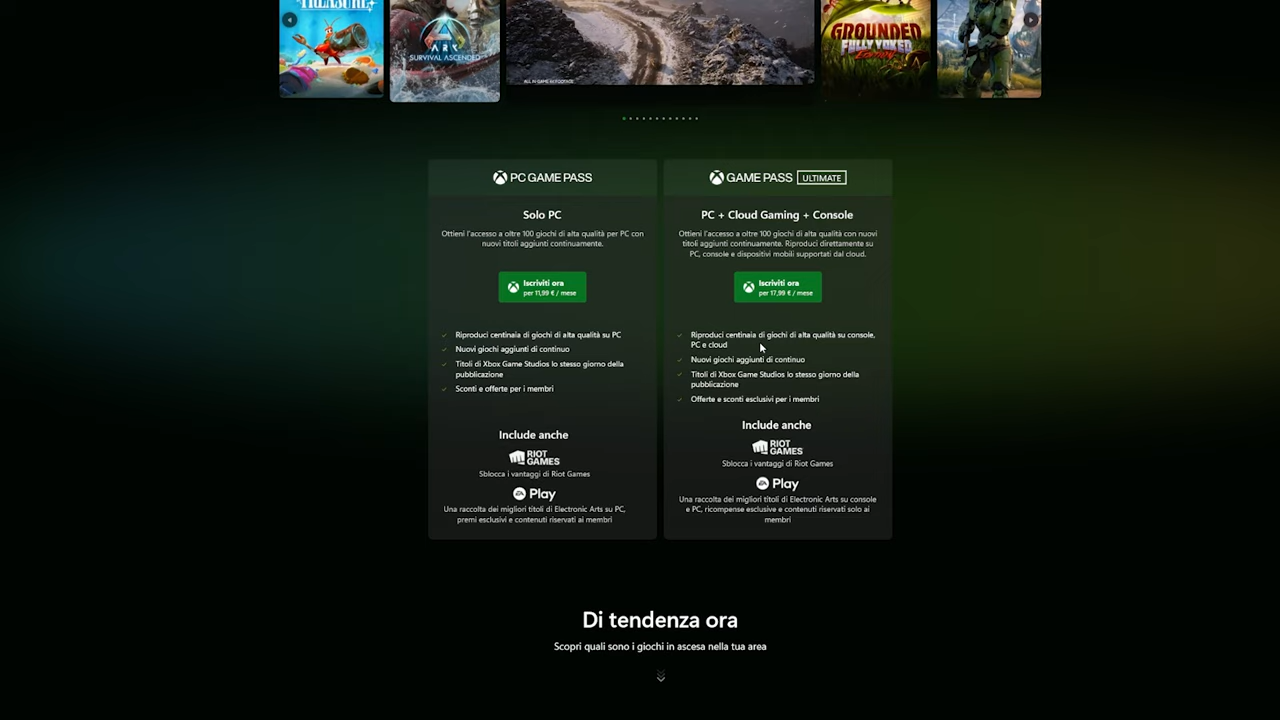 TREASURE
ARK
SURVIVAL ASCENDED
ALL IN-GAME FOOTAGE
GROUNDED
FULLY YOKED
EDITION
PC GAME PASS
Solo PC
Ottieni l'accesso a oltre 100 giochi di alta qualità per PC con
nuovi titoli aggiunti continuamente.
Iscriviti ora
per 11,99 € / mese
Riproduci centinaia di giochi di alta qualità su PC
Nuovi giochi aggiunti di continuo
Titoli di Xbox Game Studios lo stesso giorno della
pubblicazione
Sconti e offerte per i membri
Include anche
RIOT
GAMES
Sblocca i vantaggi di Riot Games
EA Play
Una raccolta dei migliori titoli di Electronic Arts su PC,
premi esclusivi e contenuti riservati ai membri
GAME PASS ULTIMATE
PC + Cloud Gaming + Console
Ottieni l'accesso a oltre 100 giochi di alta qualità con nuovi
titoli aggiunti continuamente. Riproduci direttamente su
PC, console e dispositivi mobili supportati dal cloud.
Iscriviti ora
per 17,99 € / mese
Riproduci centinaia di giochi di alta qualità su console,
PC e cloud
Nuovi giochi aggiunti di continuo
Titoli di Xbox Game Studios lo stesso giorno della
pubblicazione
Offerte e sconti esclusivi per i membri
Include anche
RIOT
GAMES
Sblocca i vantaggi di Riot Games
EA Play
Una raccolta dei migliori titoli di Electronic Arts su console
e PC, ricompense esclusive e contenuti riservati solo ai
membri
Di tendenza ora
Scopri quali sono i giochi in ascesa nella tua area